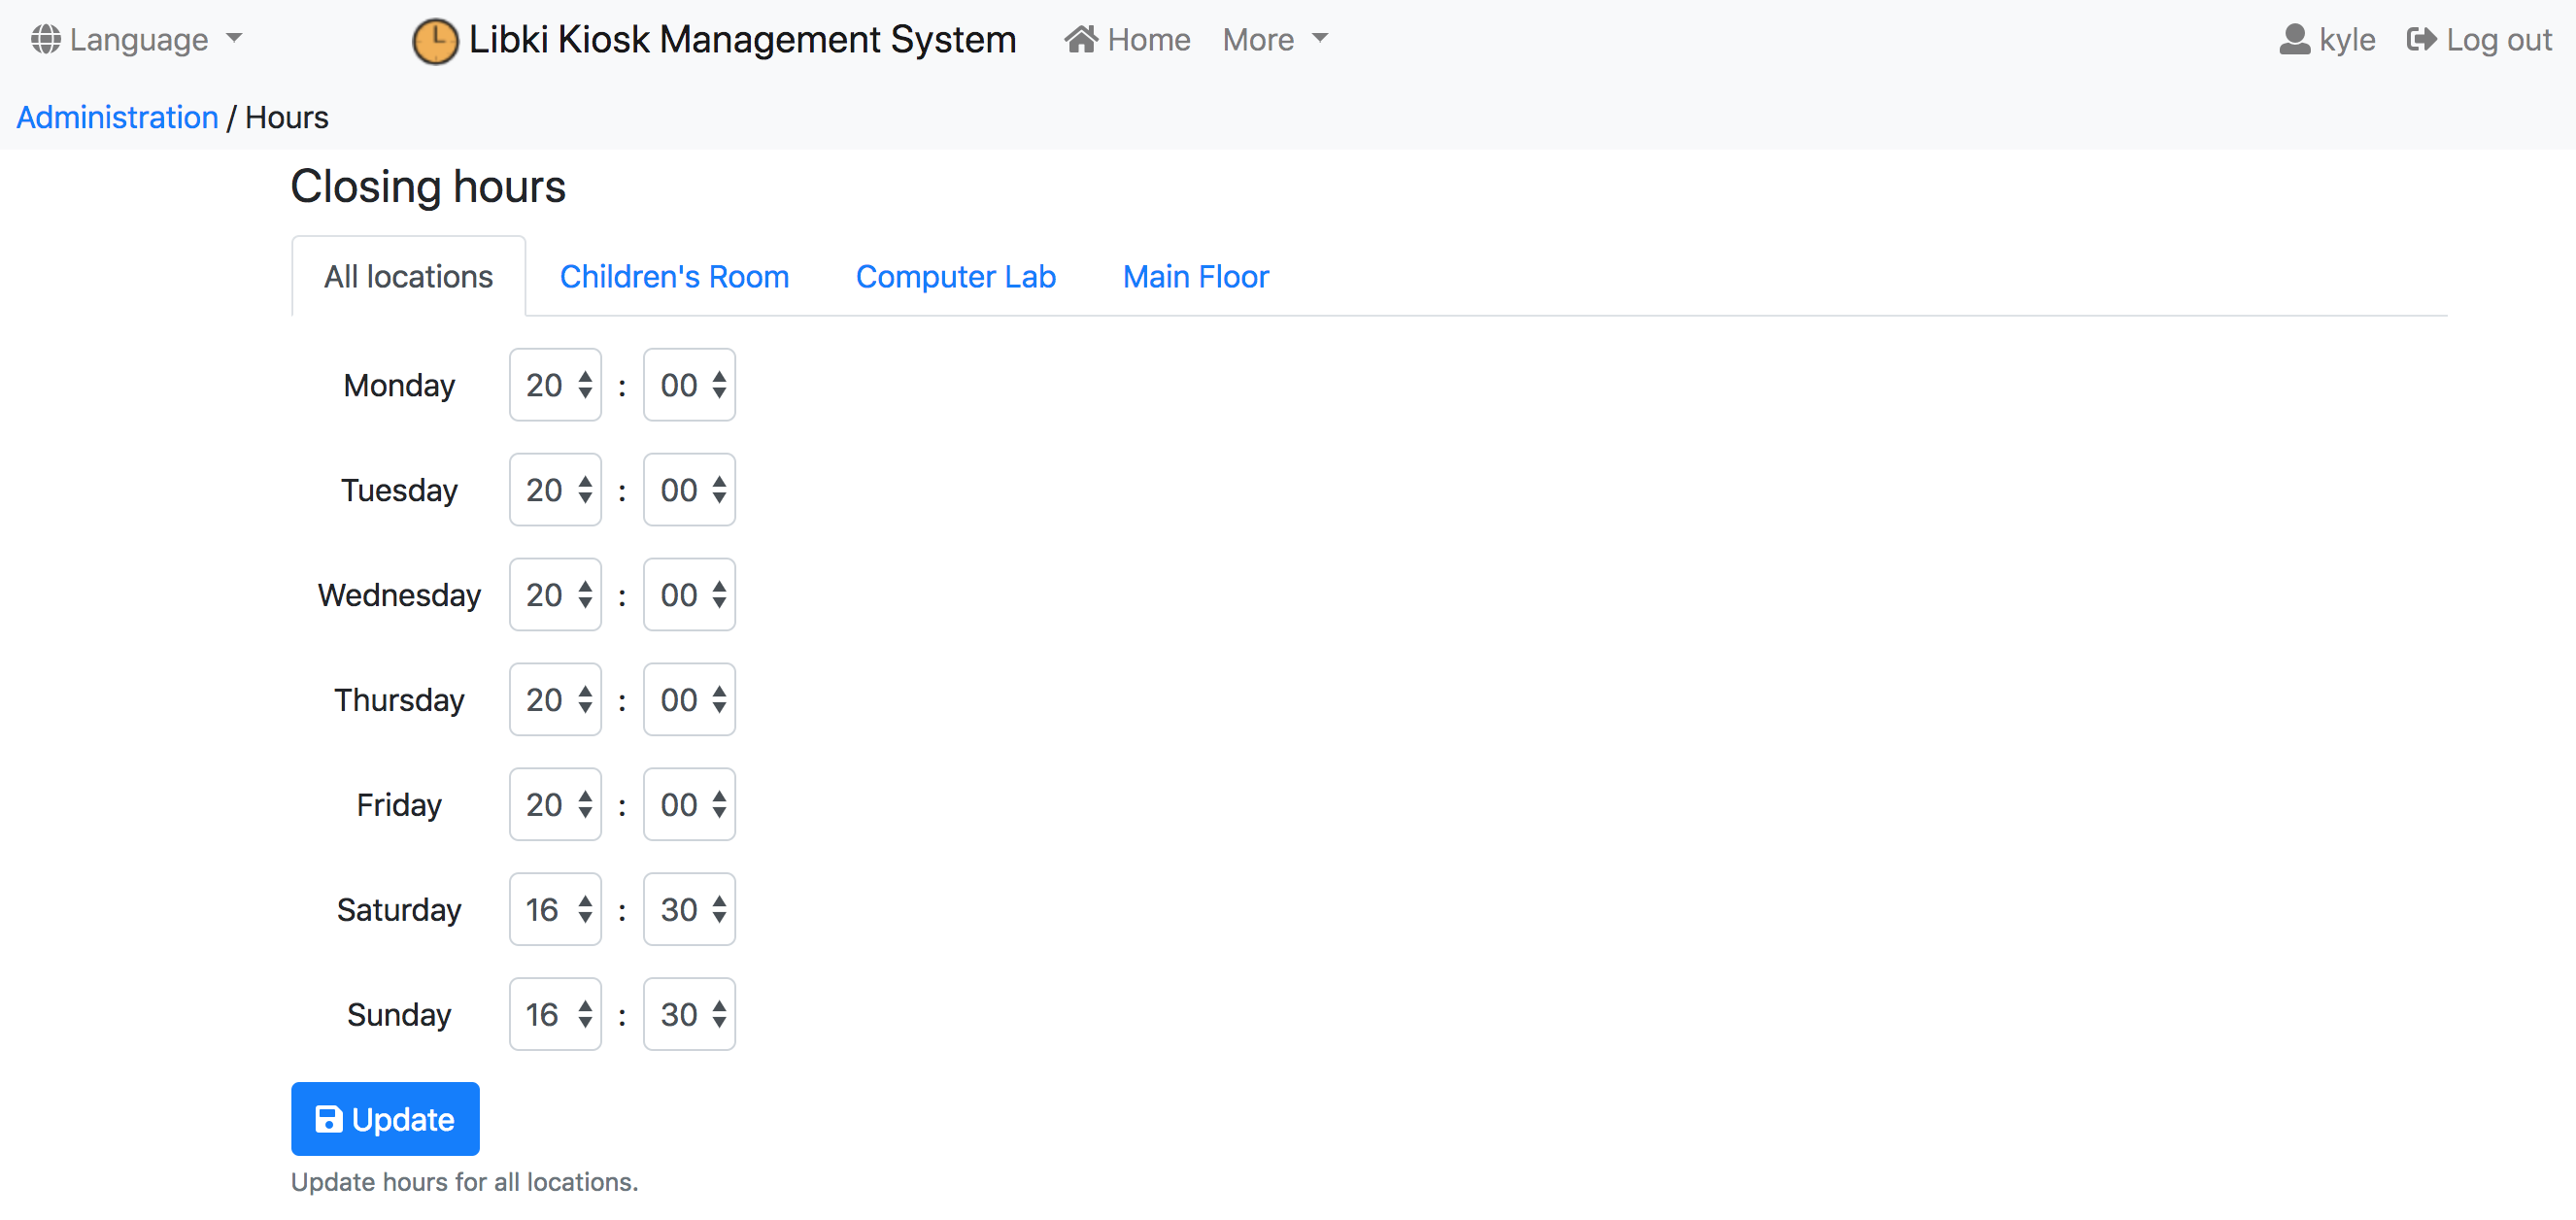 Language Libki Kiosk Management System Home More kyle Log out
Administration / Hours
Closing hours
All locations Children's Room Computer Lab Main Floor
Monday 20 : 00
Tuesday 20 : 00
Wednesday 20 : 00
Thursday 20 : 00
Friday 20 : 00
Saturday 16 : 30
Sunday 16 : 30
Update
Update hours for all locations.